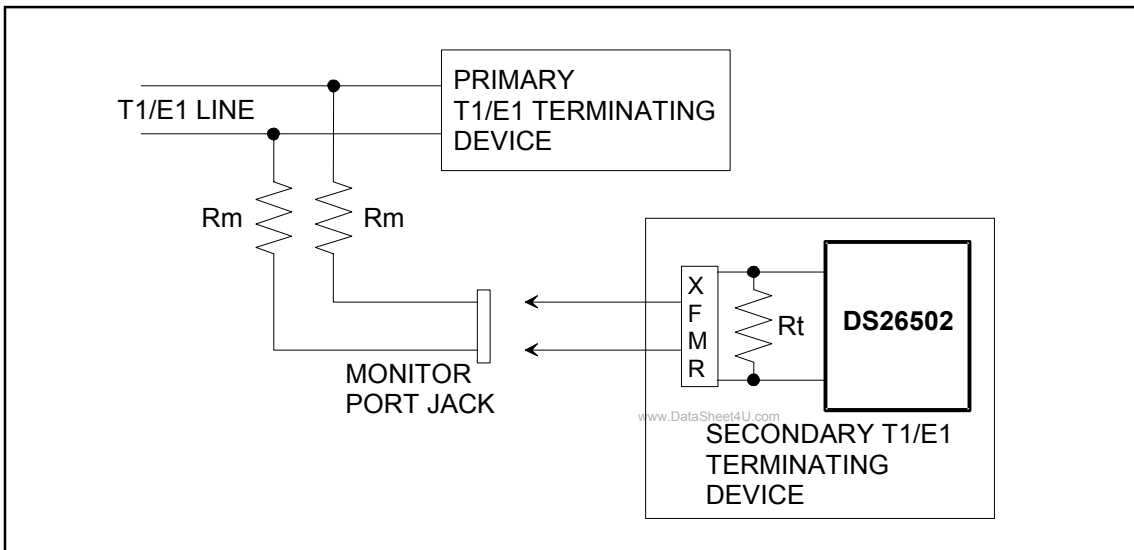 PRIMARY
T1/E1 TERMINATING
DEVICE
T1/E1 LINE
Rm
Rm
MONITOR
PORT JACK
X
F
M
R
Rt
DS26502
www.DataSheet4U.com
SECONDARY T1/E1
TERMINATING
DEVICE